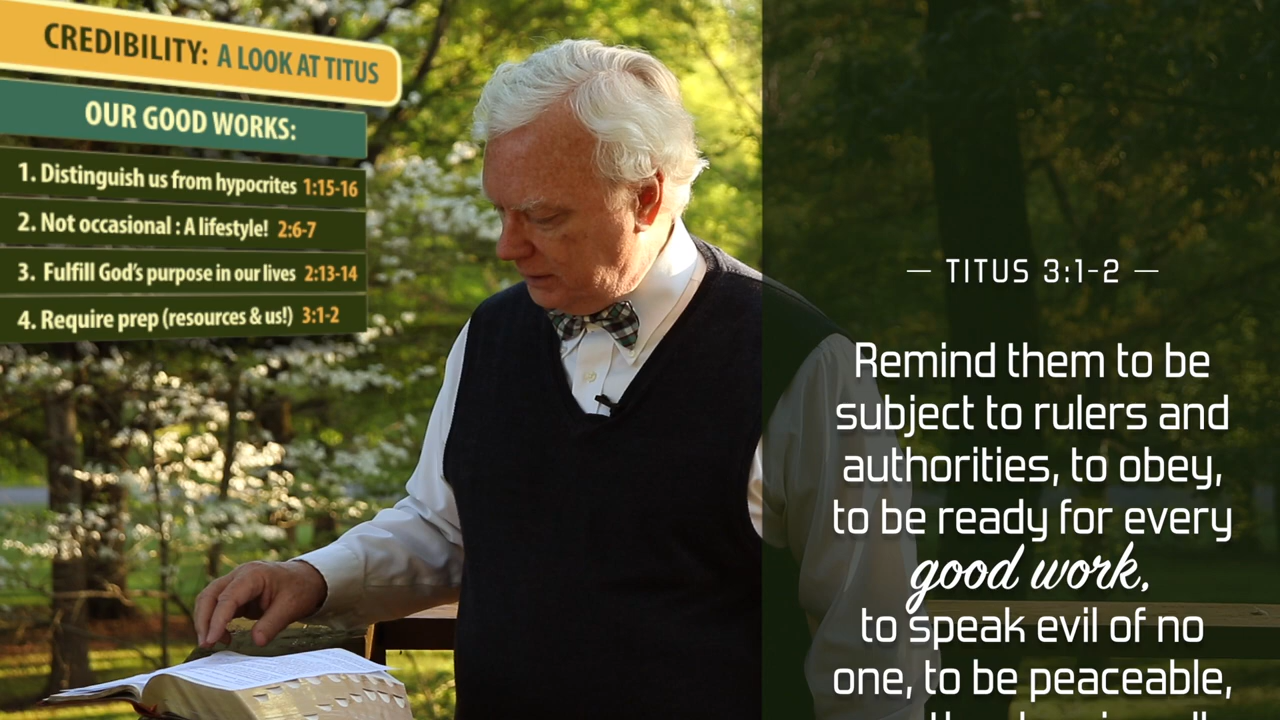 CREDIBILITY: A LOOK AT TITUS
OUR GOOD WORKS:
1. Distinguish us from hypocrites 1:15-16
2. Not occasional : A lifestyle! 2:6-7
3. Fulfill God's purpose in our lives 2:13-14
4. Require prep (resources & us!) 3:1-2
— TITUS 3:1-2 —
Remind them to be
subject to rulers and
authorities, to obey,
to be ready for every
good work,
to speak evil of no
one, to be peaceable,